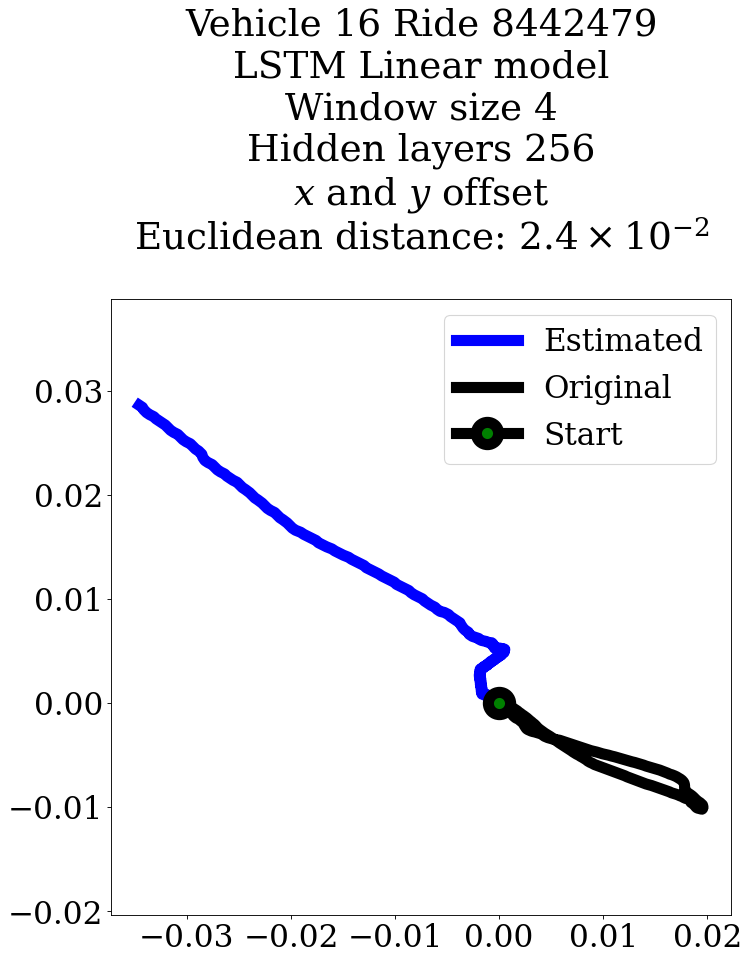 Vehicle 16 Ride 8442479
LSTM Linear model
Window size 4
Hidden layers 256
x and y offset
Euclidean distance: 2.4 × 10⁻²
Estimated
Original
Start
0.03
0.02
0.01
0.00
−0.01
−0.02
−0.03 −0.02 −0.01 0.00 0.01 0.02